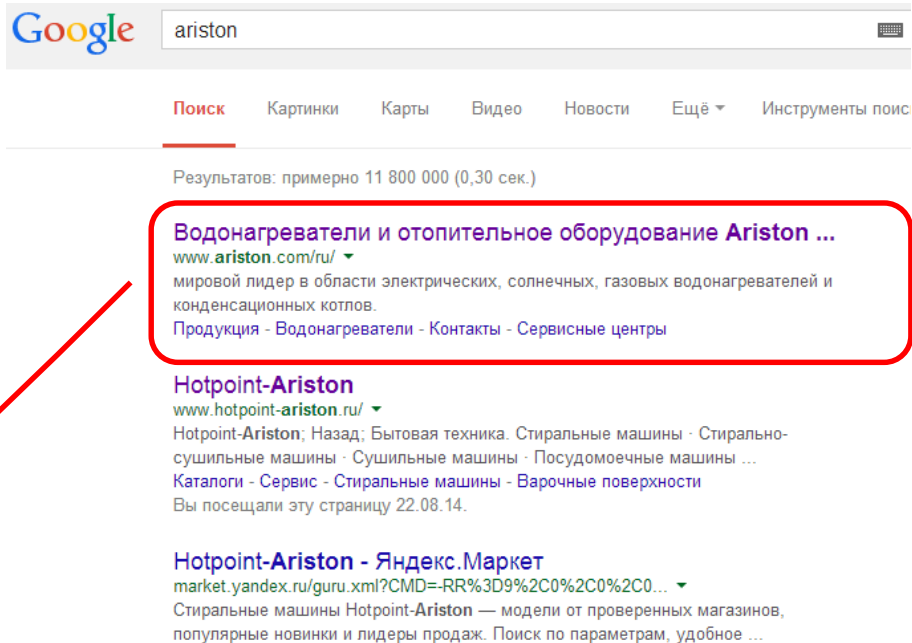 Google ariston
Поиск Картинки Карты Видео Новости Ещё Инструменты поис
Результатов: примерно 11 800 000 (0,30 сек.)
Водонагреватели и отопительное оборудование Ariston ...
www.ariston.com/ru/
мировой лидер в области электрических, солнечных, газовых водонагревателей и
конденсационных котлов.
Продукция - Водонагреватели - Контакты - Сервисные центры
Hotpoint-Ariston
www.hotpoint-ariston.ru/
Hotpoint-Ariston; Назад; Бытовая техника. Стиральные машины · Стирально-
сушильные машины · Сушильные машины · Посудомоечные машины ...
Каталоги - Сервис - Стиральные машины - Варочные поверхности
Вы посещали эту страницу 22.08.14.
Hotpoint-Ariston - Яндекс.Маркет
market.yandex.ru/guru.xml?CMD=-RR%3D9%2C0%2C0%2C0...
Стиральные машины Hotpoint-Ariston — модели от проверенных магазинов,
популярные новинки и лидеры продаж. Поиск по параметрам, удобное ...